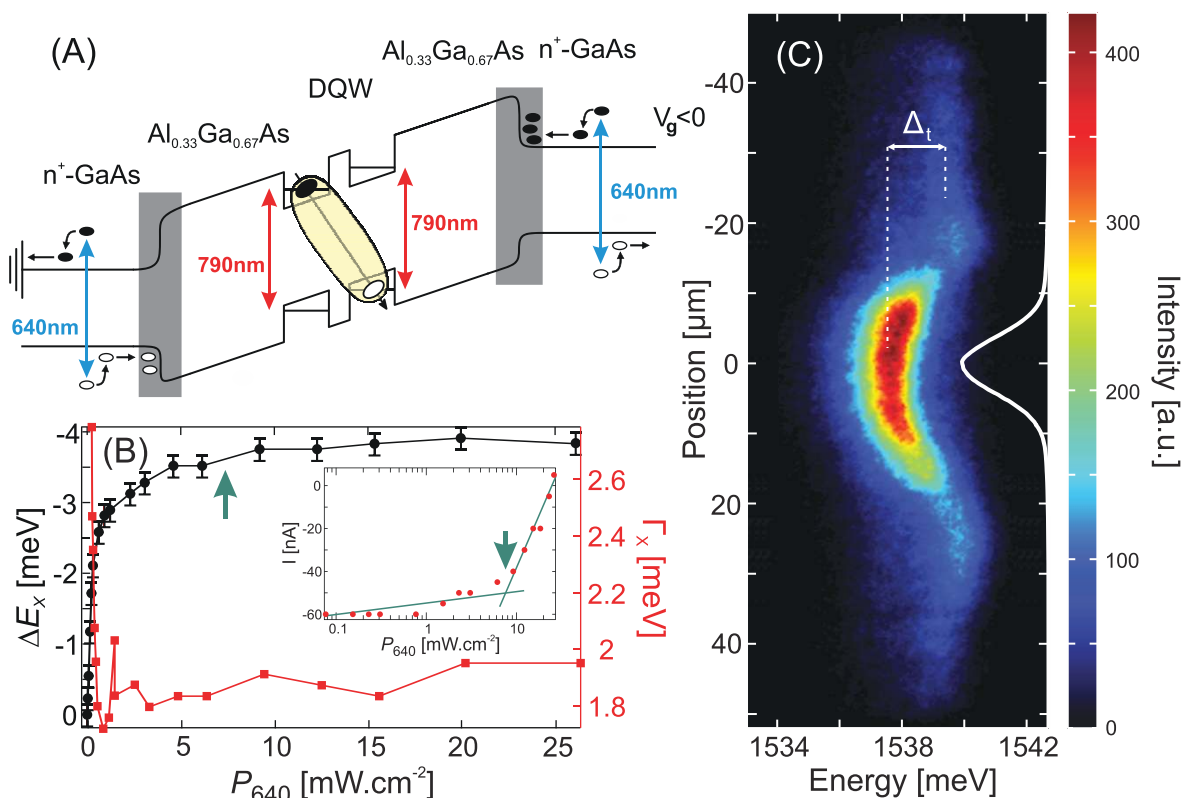 (A)
Al0.33Ga0.67As
n+-GaAs
DQW
Vg<0
Al0.33Ga0.67As
n+-GaAs
640nm
790nm
790nm
640nm
(B)
-4
-3
-2
-1
0
ΔEx [meV]
0
5
10
15
20
25
P640 [mW.cm-2]
2.6
2.4
2.2
2
1.8
Γx [meV]
0
-20
-40
-60
I [nA]
0.1
1
10
P640 [mW.cm-2]
(C)
Δt
-40
-20
0
20
40
Position [µm]
1534
1538
1542
Energy [meV]
400
300
200
100
0
Intensity [a.u.]